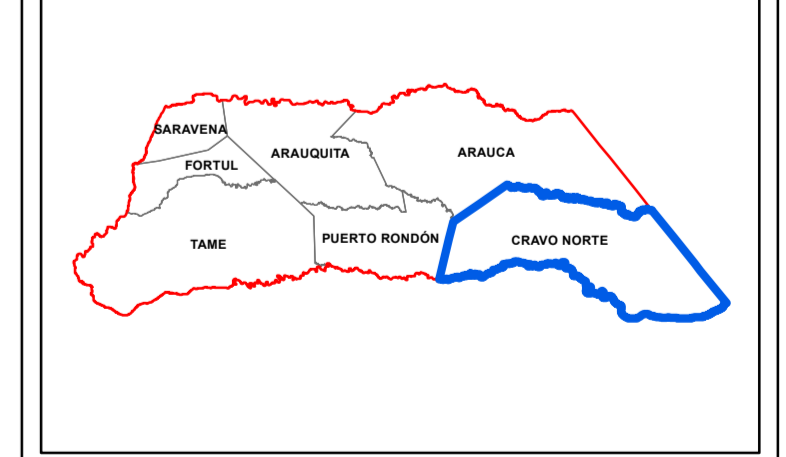 SARAVENA
ARAUQUITA
ARAUCA
FORTUL
TAME
PUERTO RONDÓN
CRAVO NORTE